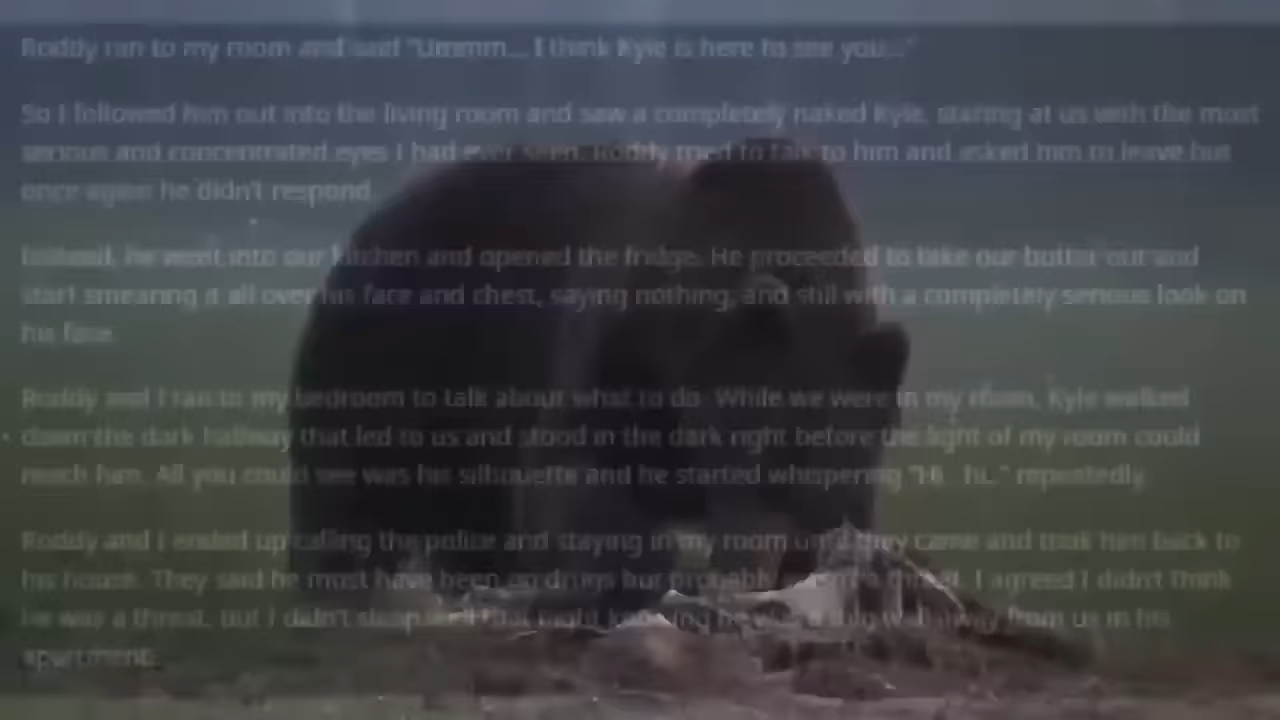 Roddy ran to my room and said "Ummm... I think Kyle is here to see you..."
So I followed him out into the living room and saw a completely naked Kyle, staring at us with the most
serious and concentrated eyes I had ever seen. Roddy tried to talk to him and asked him to leave but
once again he didn't respond.
Instead, he went into our kitchen and opened the fridge. He proceeded to take our butter out and
start smearing it all over his face and chest, saying nothing, and still with a completely serious look on
his face.
Roddy and I ran to my bedroom to talk about what to do. While we were in my room, Kyle walked
down the dark hallway that led to us and stood in the dark right before the light of my room could
reach him. All you could see was his silhouette and he started whispering "Hi.. hi.." repeatedly.
Roddy and I ended up calling the police and staying in my room until they came and took him back to
his house. They said he must have been on drugs but probably a threat. I agreed I didn't think
he was a threat, but I didn't sleep all that away from us in his
apartment.